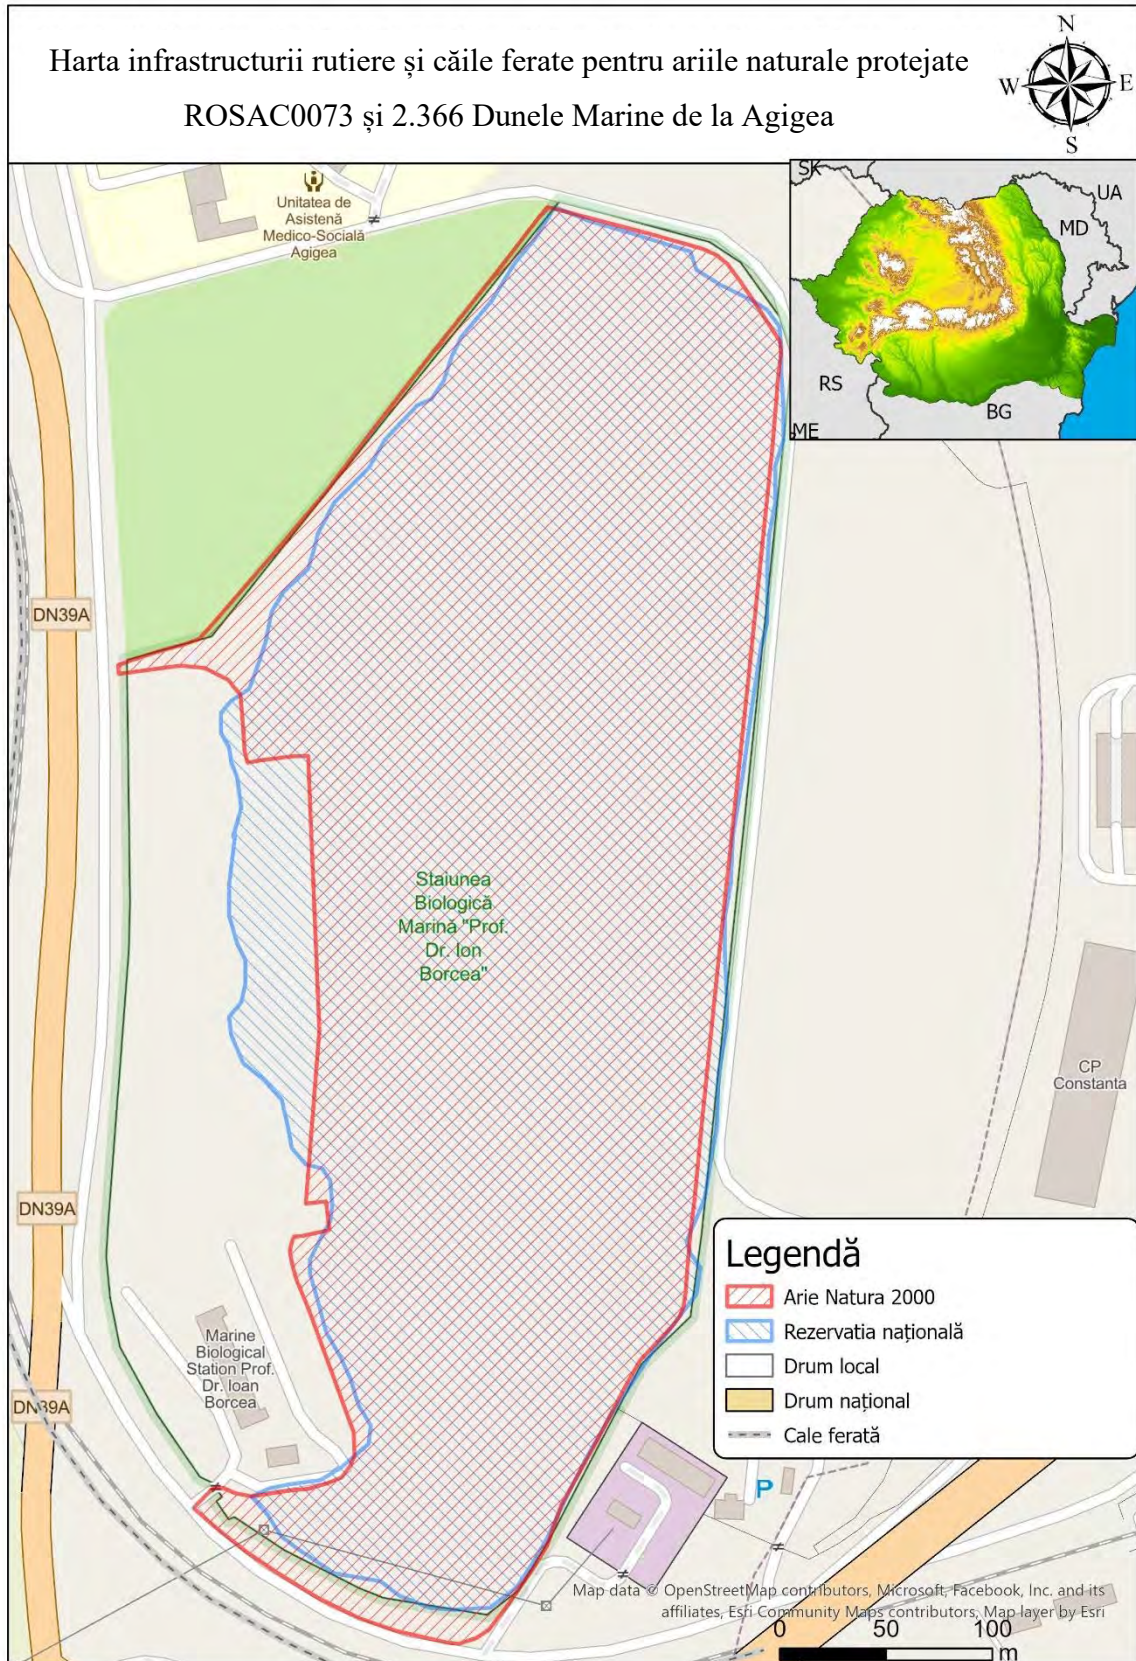 Harta infrastructurii rutiere și căile ferate pentru ariile naturale protejate
ROSAC0073 și 2.366 Dunele Marine de la Agigea
N
W
E
S
SK
UA
MD
RS
BG
ME
Unitatea de
Asistenă
Medico-Socială
Agigea
DN39A
Staiunea
Biologică
Marină "Prof.
Dr. Ion
Borcea"
CP
Constanta
DN39A
Marine
Biological
Station Prof.
Dr. Ioan
Borcea
DN39A
P
Legendă
Arie Natura 2000
Rezervatia națională
Drum local
Drum național
Cale ferată
Map data © OpenStreetMap contributors, Microsoft, Facebook, Inc. and its
affiliates, Esri Community Maps contributors, Map layer by Esri
0 50 100
m